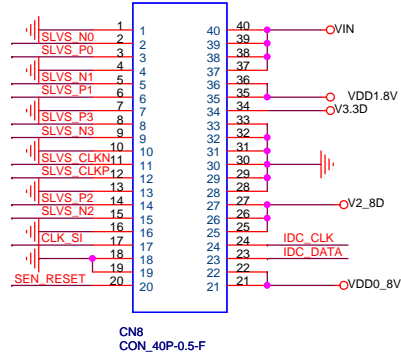 1 1 40 40 VIN
SLVS_N0 2 2 39 39
SLVS_P0 3 3 38 38
4 4 37 37
SLVS_N1 5 5 36 36
SLVS_P1 6 6 35 35 VDD1.8V
7 7 34 34 V3.3D
SLVS_P3 8 8 33 33
SLVS_N3 9 9 32 32
10 10 31 31
SLVS_CLKN 11 11 30 30
SLVS_CLKP 12 12 29 29
13 13 28 28
SLVS_P2 14 14 27 27 V2_8D
SLVS_N2 15 15 26 26
16 16 25 25
CLK_SI 17 17 24 24 IDC_CLK
18 18 23 23 IDC_DATA
19 19 22 22
SEN_RESET 20 20 21 21 VDD0_8V
CN8
CON_40P-0.5-F